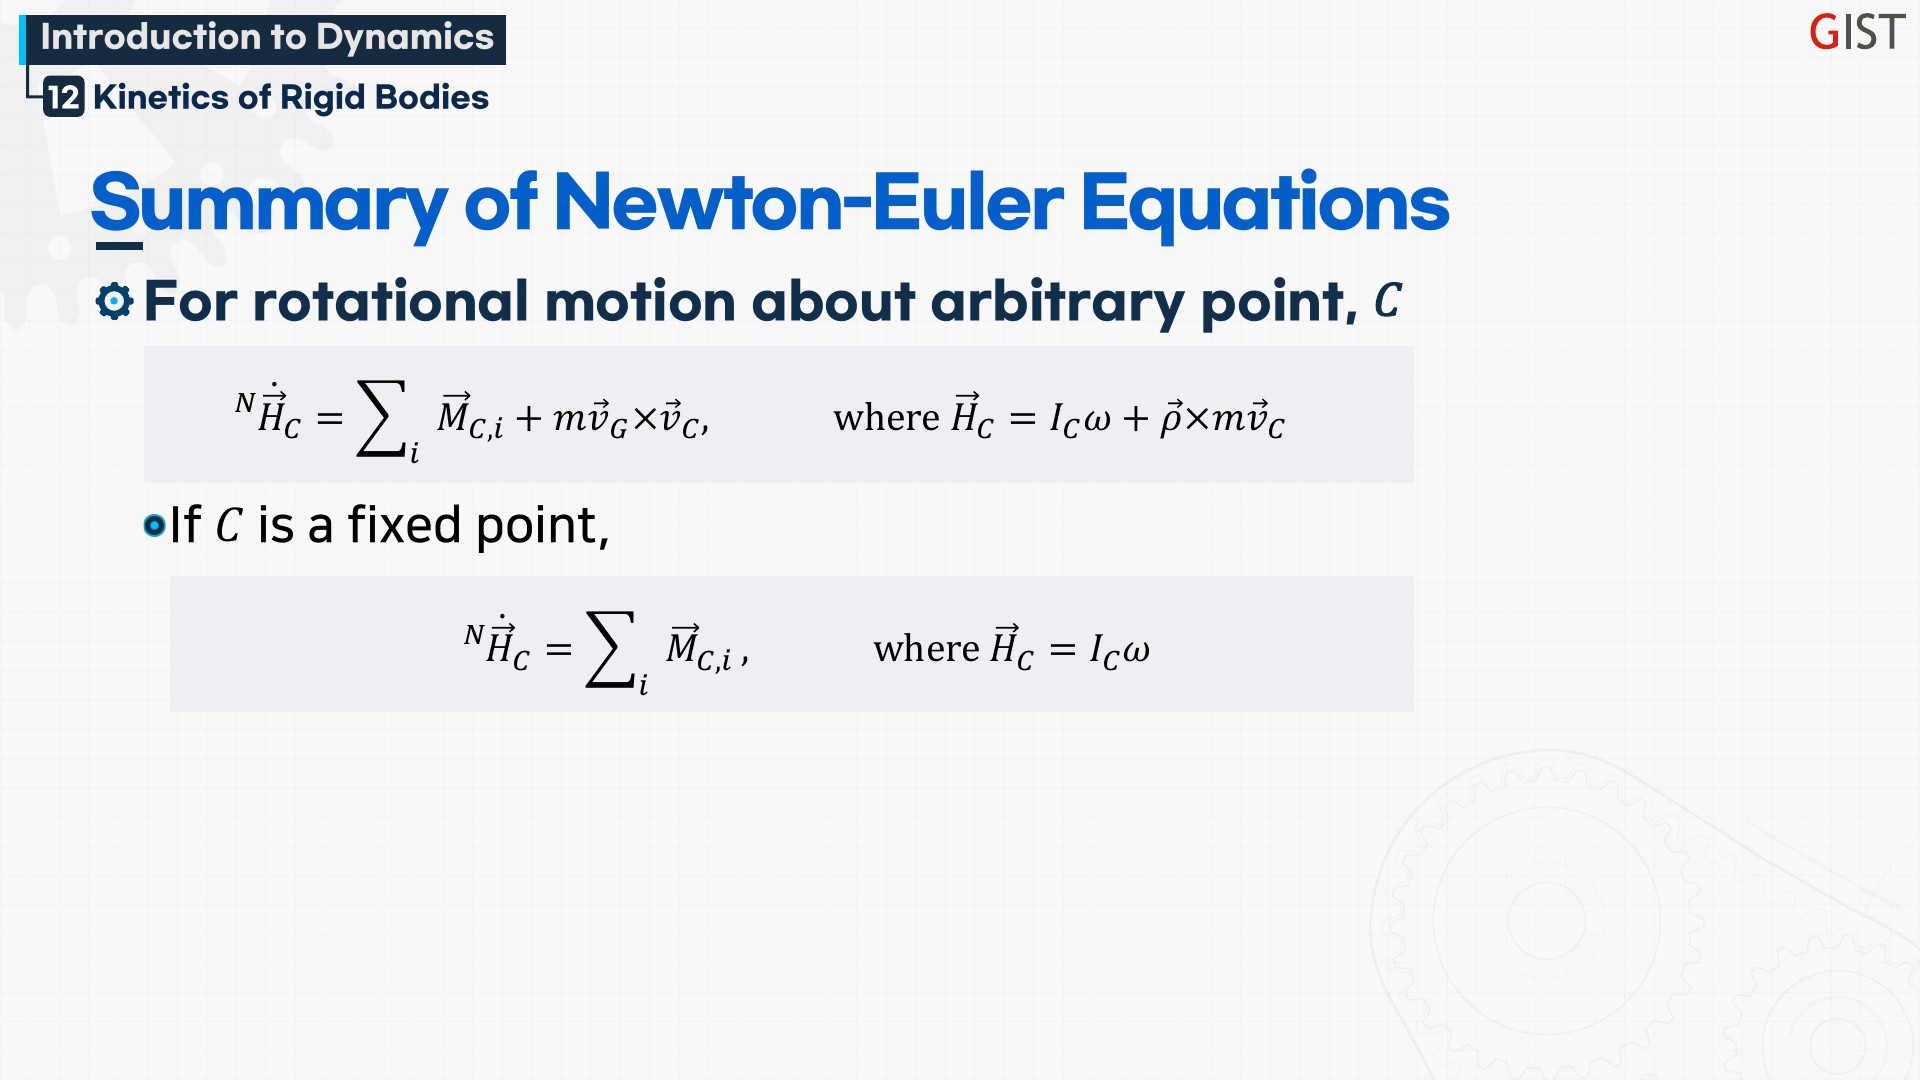 Introduction to Dynamics
GIST
12 Kinetics of Rigid Bodies
Summary of Newton-Euler Equations
For rotational motion about arbitrary point, C
$^{N}\dot{\vec{H}}_C = \sum_i \vec{M}_{C,i} + m\vec{v}_G \times \vec{v}_C,$ where $\vec{H}_C = I_C\omega + \vec{\rho} \times m\vec{v}_C$
If C is a fixed point,
$^{N}\dot{\vec{H}}_C = \sum_i \vec{M}_{C,i},$ where $\vec{H}_C = I_C\omega$